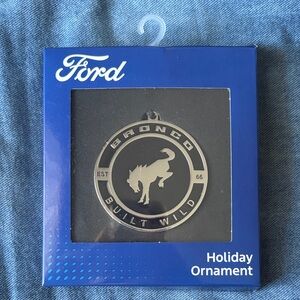 Ford
BRONCO
EST 66
BUILT WILD
Holiday
Ornament